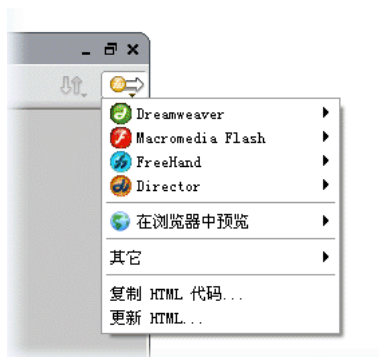 Dreamweaver
Macromedia Flash
FreeHand
Director
在浏览器中预览
其它
复制 HTML 代码...
更新 HTML...